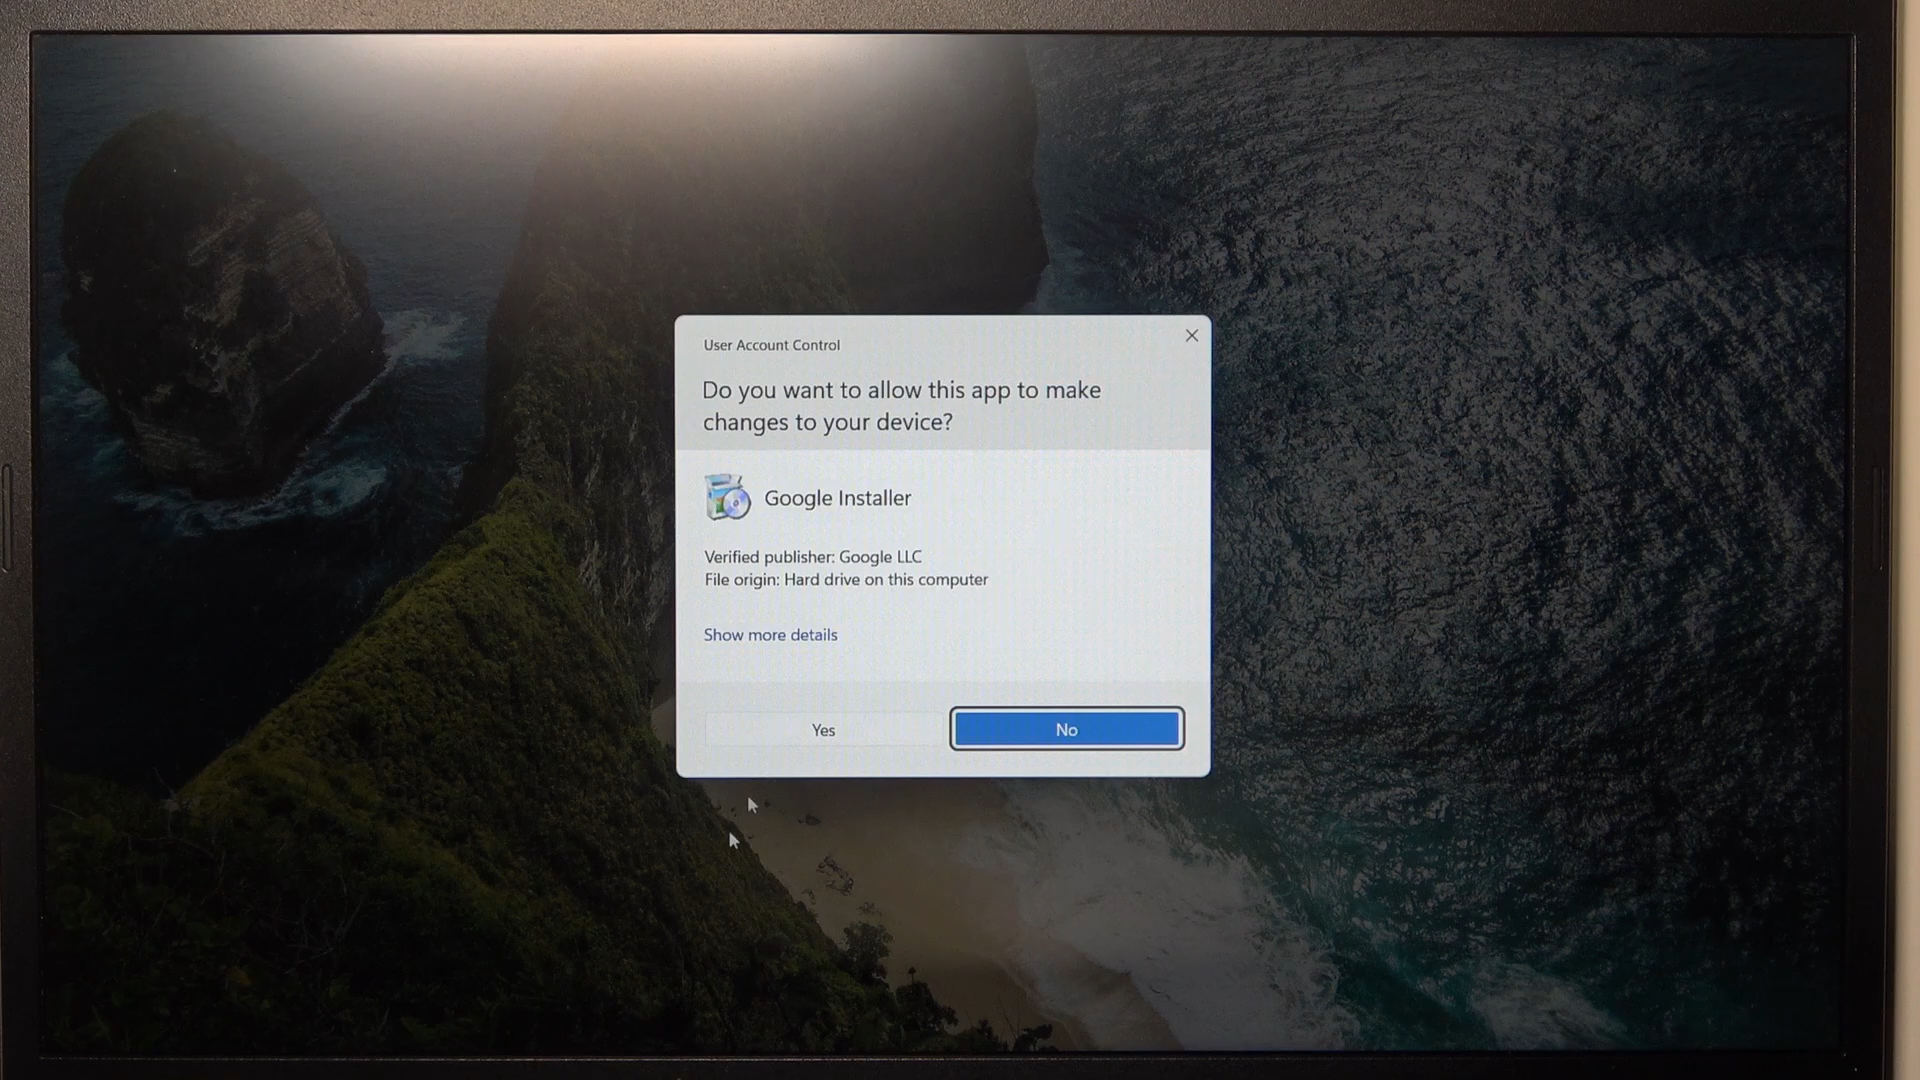 User Account Control
Do you want to allow this app to make
changes to your device?
Google Installer
Verified publisher: Google LLC
File origin: Hard drive on this computer
Show more details
Yes
No